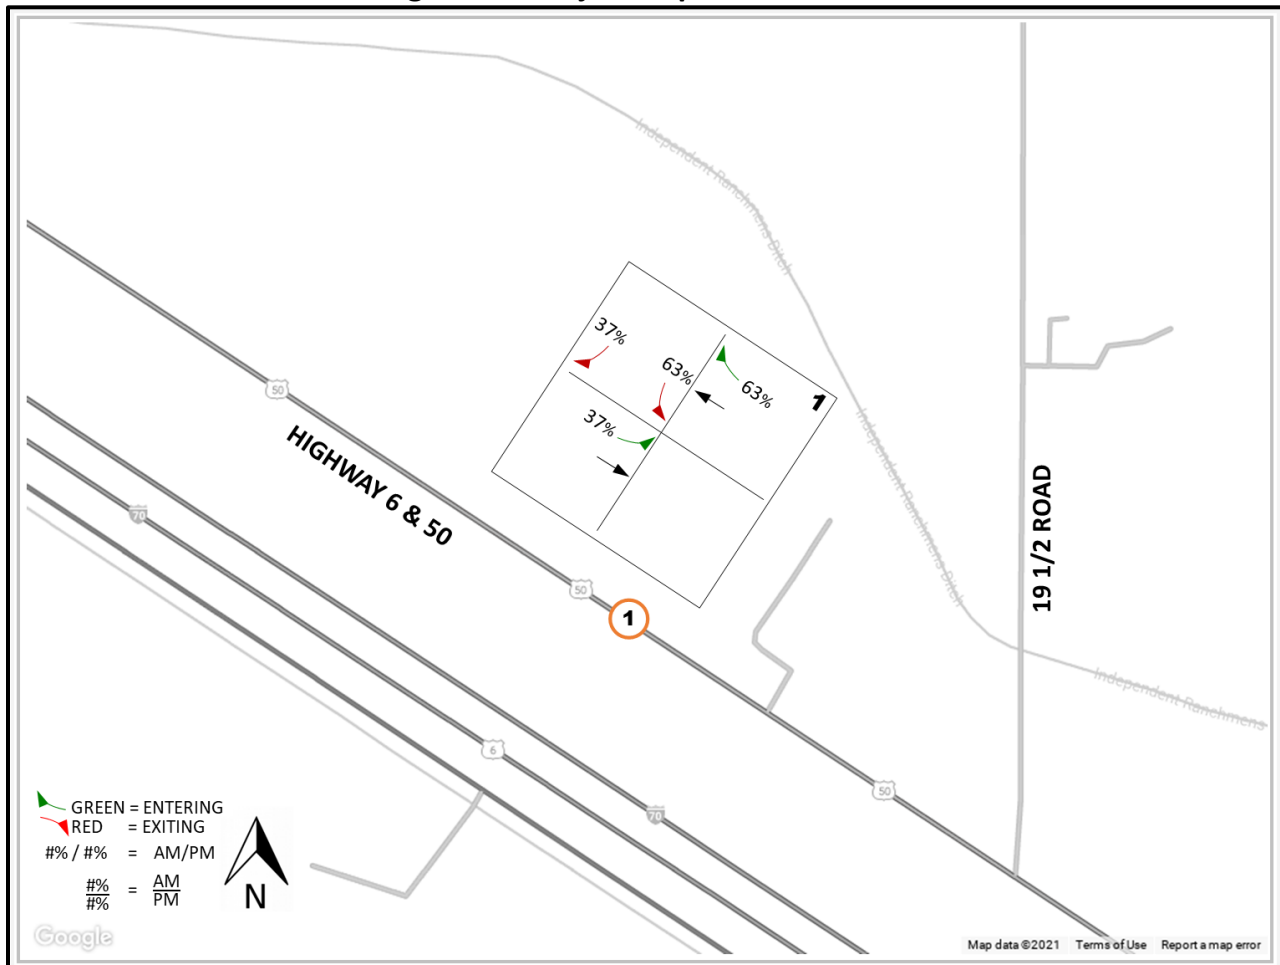 Independent Ranchmens Ditch
37%
63%
63%
1
37%
50
HIGHWAY 6 & 50
Independent Ranchmens Ditch
19 1/2 ROAD
70
50
1
Independent Ranchmens
6
50
70
GREEN = ENTERING
RED = EXITING
#% / #% = AM/PM
#% = AM
#% PM
N
Google
Map data ©2021 Terms of Use Report a map error